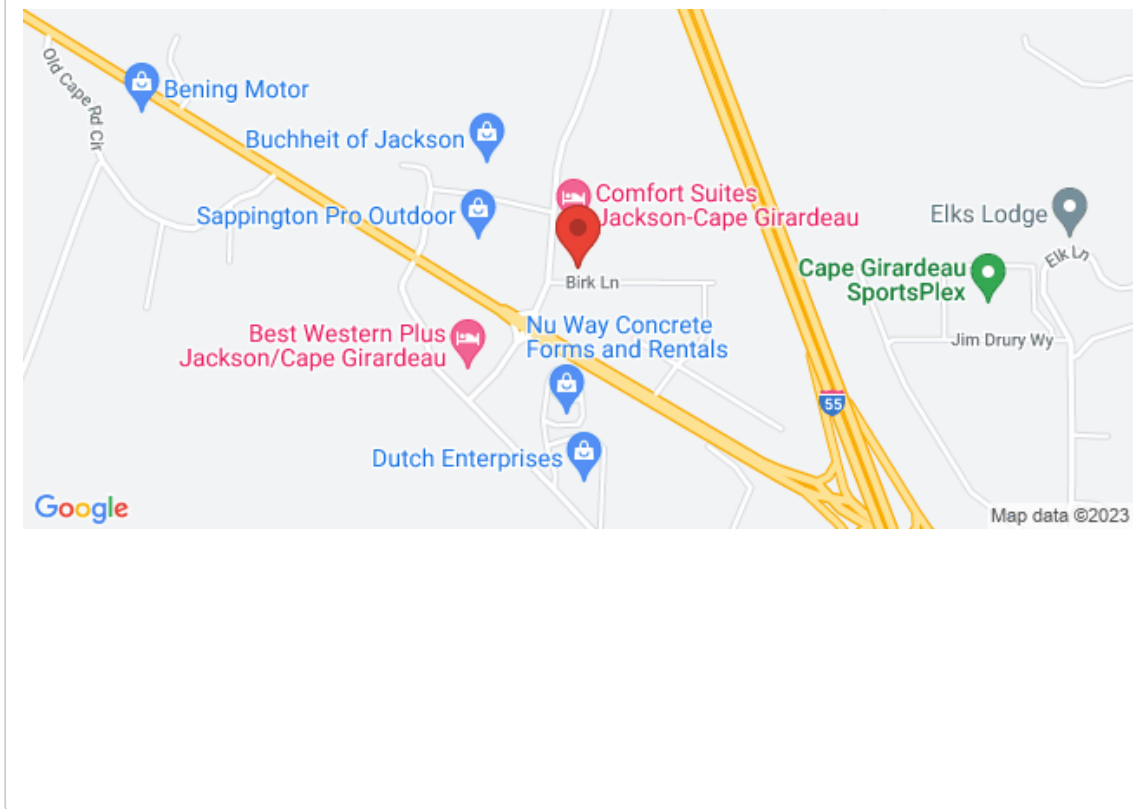 Old Cape Rd Cir
Bening Motor
Buchheit of Jackson
Comfort Suites
Jackson-Cape Girardeau
Sappington Pro Outdoor
Elks Lodge
Elk Ln
Cape Girardeau
SportsPlex
Birk Ln
Nu Way Concrete
Forms and Rentals
Best Western Plus
Jackson/Cape Girardeau
Jim Drury Wy
55
Dutch Enterprises
Google
Map data ©2023